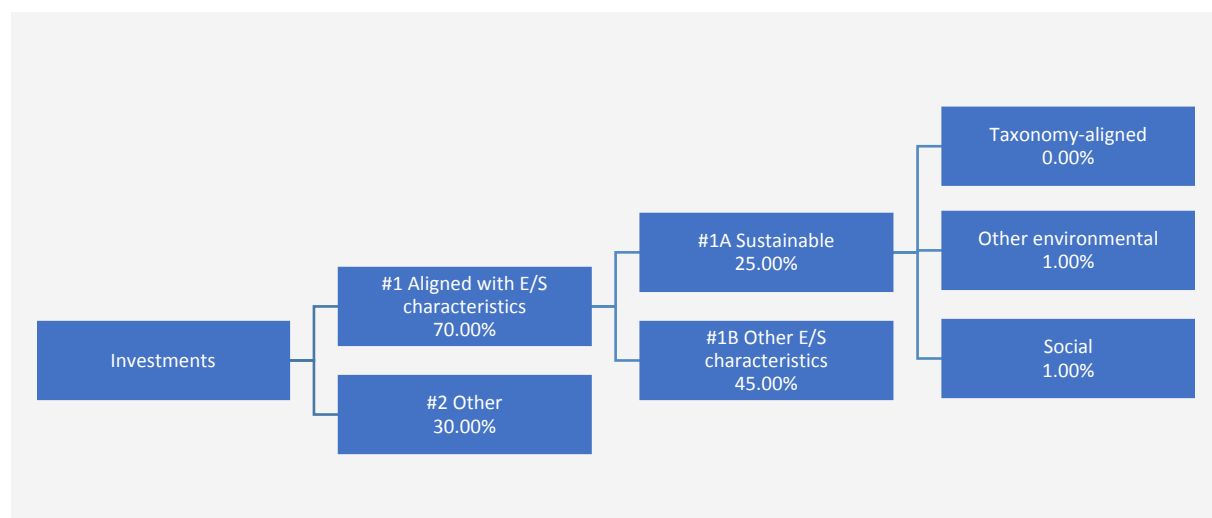 Investments
#1 Aligned with E/S
characteristics
70.00%
#2 Other
30.00%
#1A Sustainable
25.00%
#1B Other E/S
characteristics
45.00%
Taxonomy-aligned
0.00%
Other environmental
1.00%
Social
1.00%